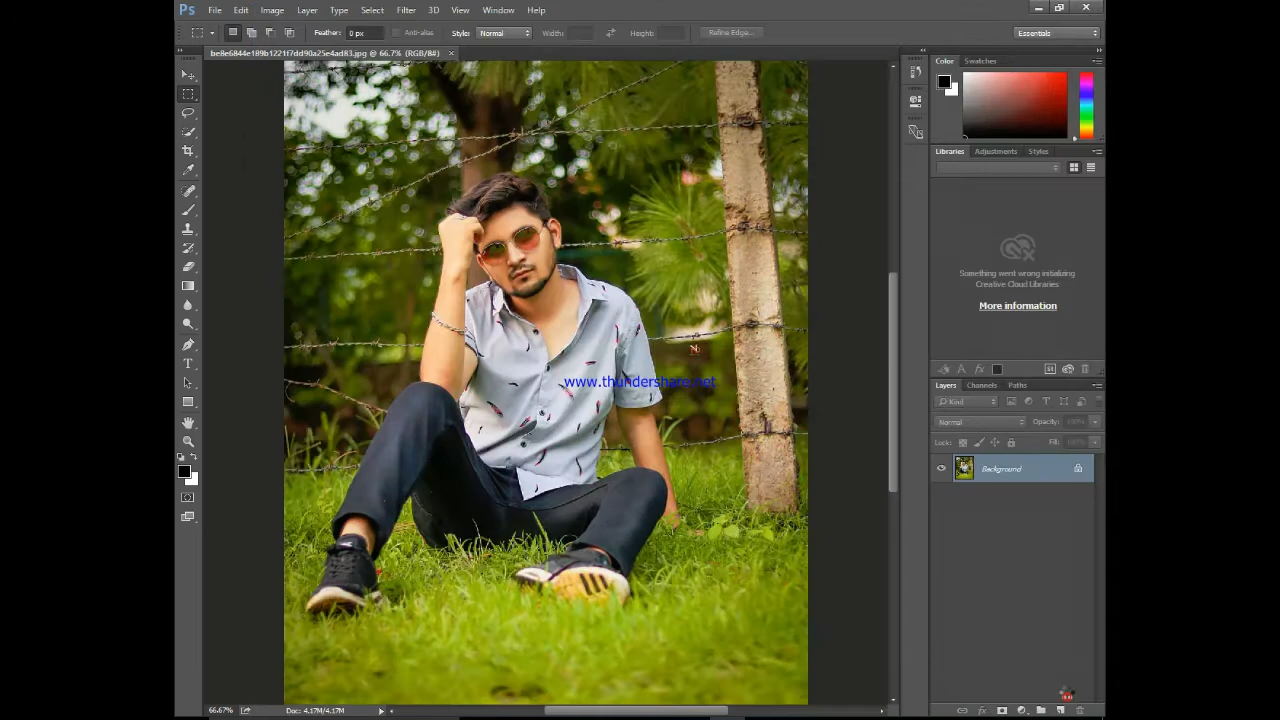 Ps File Edit Image Layer Type Select Filter 3D View Window Help
Feather: 0 px Anti-alias Style: Normal Width: Height: Refine Edge... Essentials
be8e6844e189b1221f7dd90a25e4ad83.jpg @ 66.7% (RGB/8#)
Color Swatches
Libraries Adjustments Styles
Something went wrong initializing
Creative Cloud Libraries
More information
www.thundershare.net
Layers Channels Paths
Kind
Normal Opacity: 100%
Lock: Fill: 100%
Background
66.67% Doc: 4.17M/4.17M